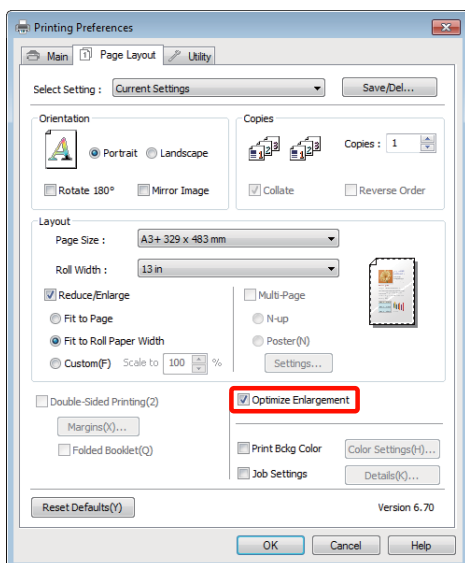 Printing Preferences
Main Page Layout Utility
Select Setting : Current Settings Save/Del...
Orientation
Portrait Landscape
Rotate 180° Mirror Image
Copies
Copies : 1
Collate Reverse Order
Layout
Page Size : A3+ 329 x 483 mm
Roll Width : 13 in
Reduce/Enlarge
Fit to Page
Fit to Roll Paper Width
Custom(F) Scale to 100 %
Multi-Page
N-up
Poster(N)
Settings...
Double-Sided Printing(2)
Margins(X)...
Folded Booklet(Q)
Optimize Enlargement
Print Bckg Color Color Settings(H)...
Job Settings Details(K)...
Reset Defaults(Y) Version 6.70
OK Cancel Help